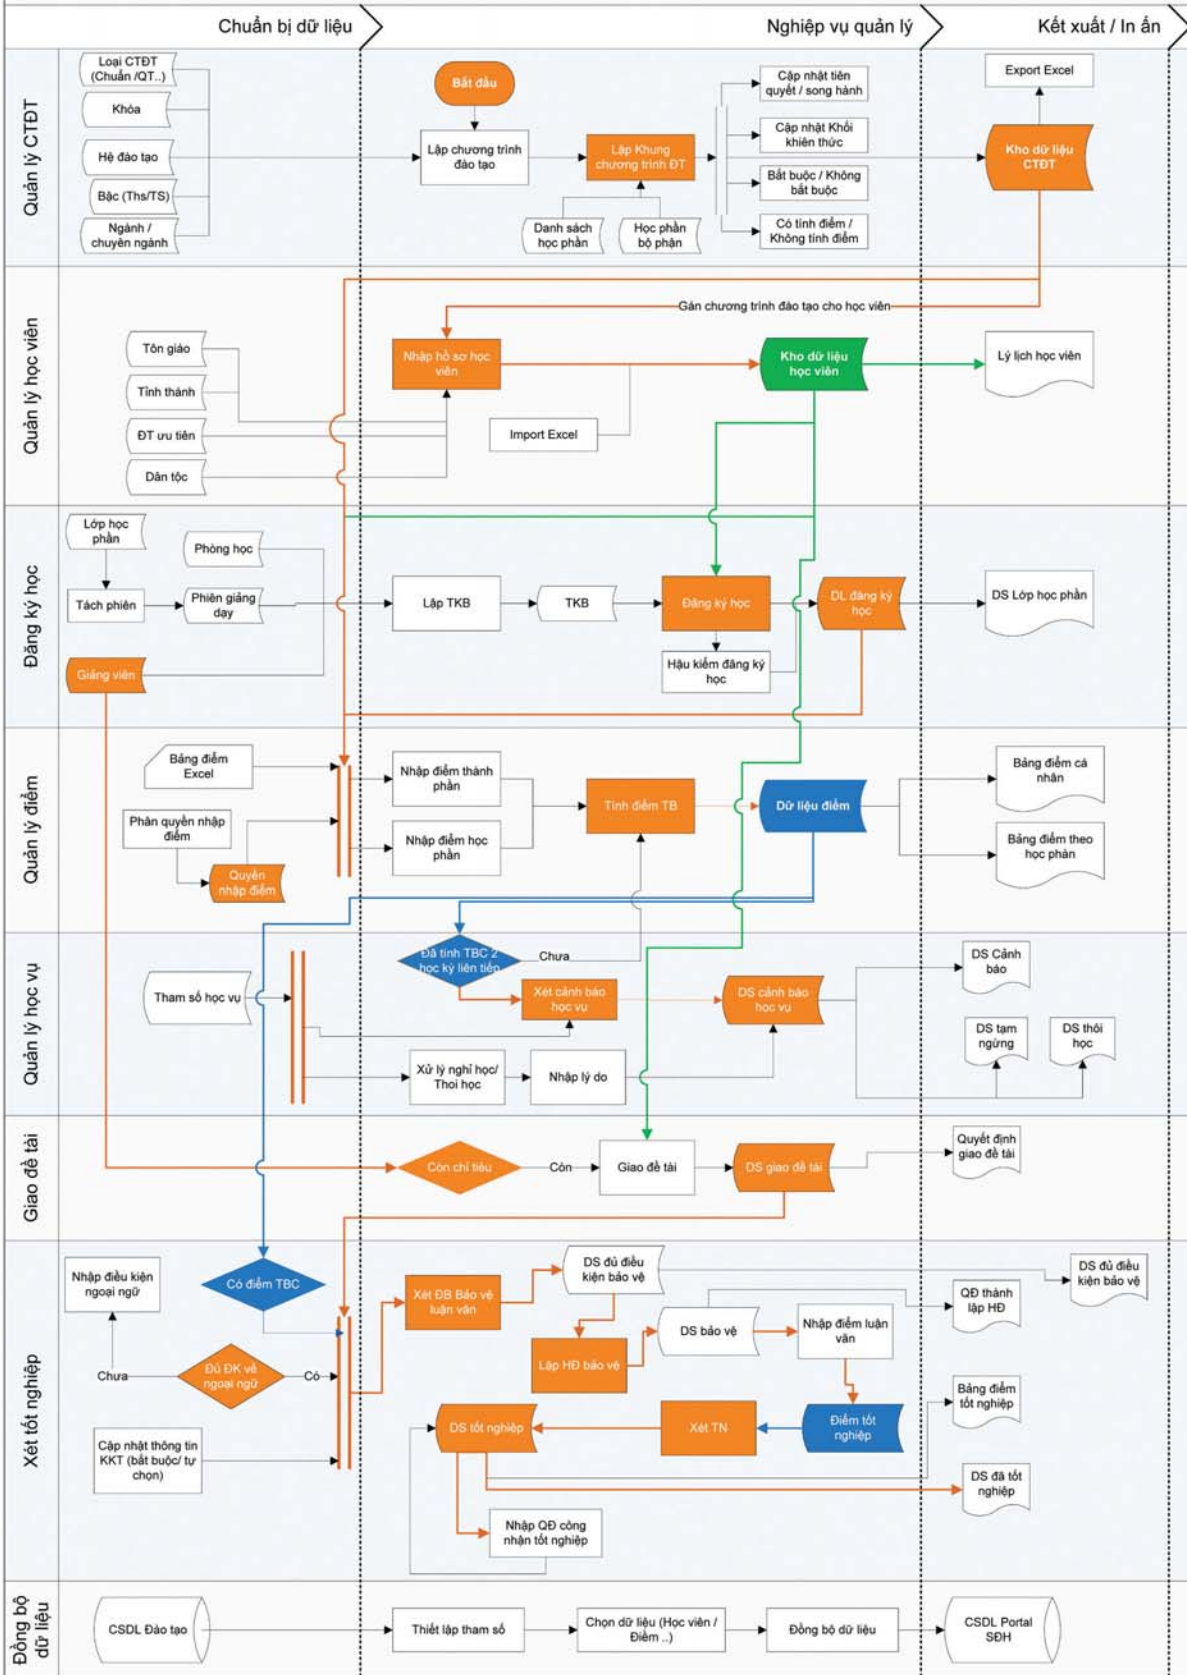 Chuẩn bị dữ liệu
Nghiệp vụ quản lý
Kết xuất / In ấn
Quản lý CTĐT
Loại CTĐT
(Chuẩn /QT..)
Khóa
Hệ đào tạo
Bậc (Ths/TS)
Ngành /
chuyên ngành
Bắt đầu
Lập chương trình
đào tạo
Lập Khung
chương trình ĐT
Danh sách
học phần
Học phần
bộ phận
Cập nhật tiên
quyết / song hành
Cập nhật Khối
khiên thức
Bắt buộc / Không
bắt buộc
Có tính điểm /
Không tính điểm
Export Excel
Kho dữ liệu
CTĐT
Quản lý học viên
Gán chương trình đào tạo cho học viên
Tôn giáo
Tỉnh thành
ĐT ưu tiên
Dân tộc
Nhập hồ sơ học
viên
Import Excel
Kho dữ liệu
học viên
Lý lịch học viên
Đăng ký học
Lớp học
phần
Phòng học
Tách phiên
Phiên giảng
dạy
Giảng viên
Lập TKB
TKB
Đăng ký học
Hậu kiểm đăng ký
học
DL đăng ký
học
DS Lớp học phần
Quản lý điểm
Bảng điểm
Excel
Phân quyền nhập
điểm
Quyền
nhập điểm
Nhập điểm thành
phần
Nhập điểm học
phần
Tính điểm TB
Dữ liệu điểm
Bảng điểm cá
nhân
Bảng điểm theo
học phần
Quản lý học vụ
Tham số học vụ
Đã tính TBC 2
học kỳ liên tiếp
Chưa
Xét cảnh báo
học vụ
DS cảnh báo
học vụ
Xử lý nghỉ học/
Thoi học
Nhập lý do
DS Cảnh
báo
DS tạm
ngừng
DS thôi
học
Giao đề tài
Còn chỉ tiêu
Còn
Giao đề tài
DS giao đề tài
Quyết định
giao đề tài
Xét tốt nghiệp
Nhập điều kiện
ngoại ngữ
Có điểm TBC
Chưa
Đủ ĐK về
ngoại ngữ
Có
Cập nhật thông tin
KKT (bắt buộc/ tự
chọn)
Xét ĐB Bảo vệ
luận văn
DS đủ điều
kiện bảo vệ
Lập HĐ bảo vệ
DS bảo vệ
Nhập điểm luận
văn
DS tốt nghiệp
Xét TN
Điểm tốt
nghiệp
Nhập QĐ công
nhận tốt nghiệp
DS đủ điều
kiện bảo vệ
QĐ thành
lập HĐ
Bảng điểm
tốt nghiệp
DS đã tốt
nghiệp
Đồng bộ
dữ liệu
CSDL Đào tạo
Thiết lập tham số
Chọn dữ liệu (Học viên /
Điểm ..)
Đồng bộ dữ liệu
CSDL Portal
SĐH